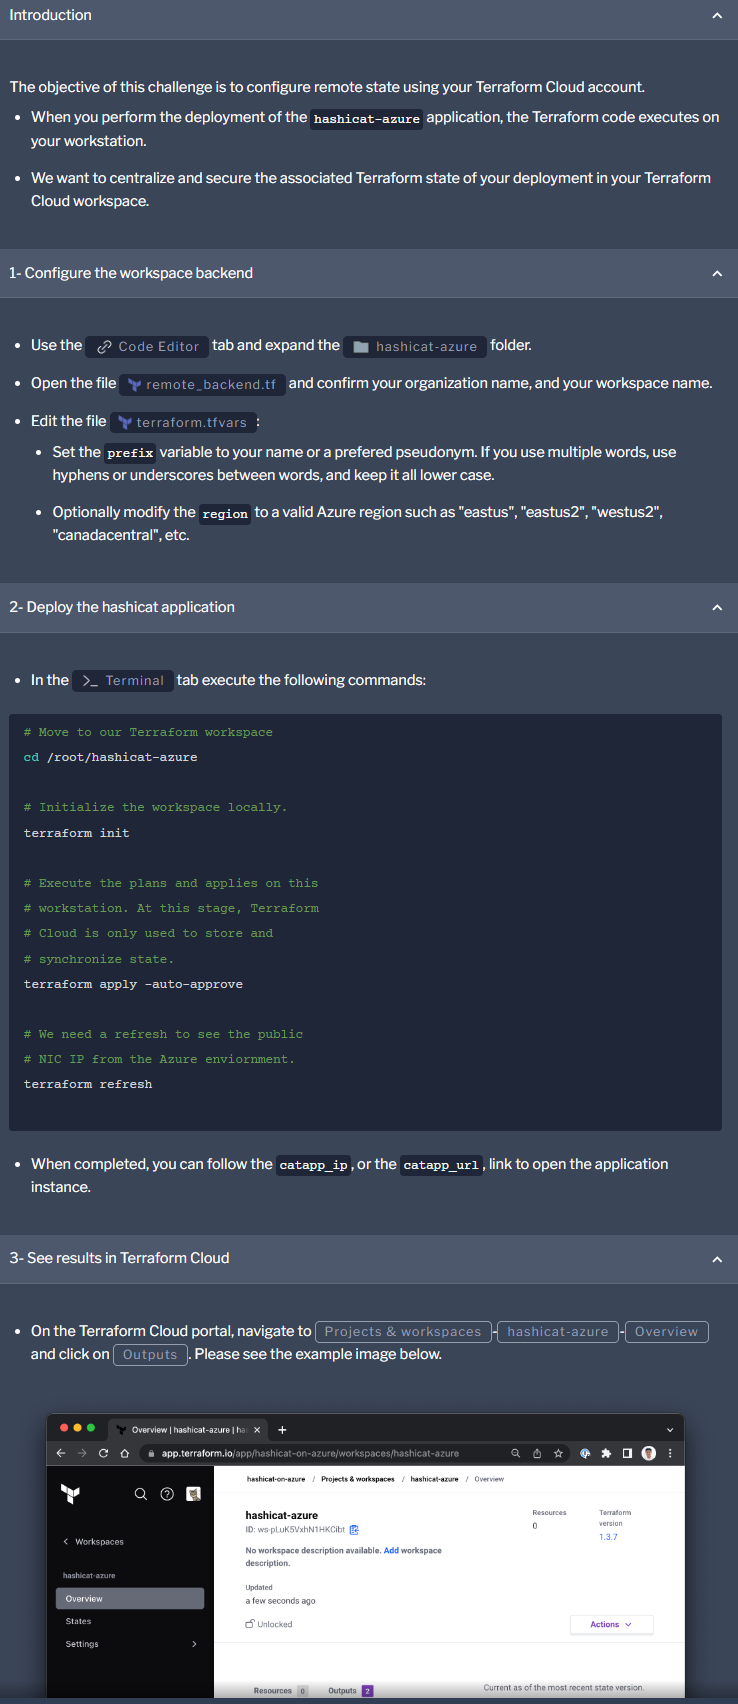 Introduction
The objective of this challenge is to configure remote state using your Terraform Cloud account.
When you perform the deployment of the hashicat-azure application, the Terraform code executes on
your workstation.
We want to centralize and secure the associated Terraform state of your deployment in your Terraform
Cloud workspace.
1- Configure the workspace backend
Use the Code Editor tab and expand the hashicat-azure folder.
Open the file remote_backend.tf and confirm your organization name, and your workspace name.
Edit the file terraform.tfvars :
Set the prefix variable to your name or a prefered pseudonym. If you use multiple words, use
hyphens or underscores between words, and keep it all lower case.
Optionally modify the region to a valid Azure region such as "eastus", "eastus2", "westus2",
"canadacentral", etc.
2- Deploy the hashicat application
In the >_ Terminal tab execute the following commands:
# Move to our Terraform workspace
cd /root/hashicat-azure
# Initialize the workspace locally.
terraform init
# Execute the plans and applies on this
# workstation. At this stage, Terraform
# Cloud is only used to store and
# synchronize state.
terraform apply -auto-approve
# We need a refresh to see the public
# NIC IP from the Azure enviornment.
terraform refresh
When completed, you can follow the catapp_ip, or the catapp_url, link to open the application
instance.
3- See results in Terraform Cloud
On the Terraform Cloud portal, navigate to Projects & workspaces-hashicat-azure-Overview
and click on Outputs. Please see the example image below.
Overview | hashicat-azure | has
app.terraform.io/app/hashicat-on-azure/workspaces/hashicat-azure
hashicat-on-azure / Projects & workspaces / hashicat-azure / Overview
hashicat-azure
ID: ws-pLuK5VxhN1HKCibt
No workspace description available. Add workspace
description.
Updated
a few seconds ago
Unlocked
Resources
0
Terraform
version
1.3.7
Actions
Workspaces
hashicat-azure
Overview
States
Settings
Resources 0 Outputs 2
Current as of the most recent state version.